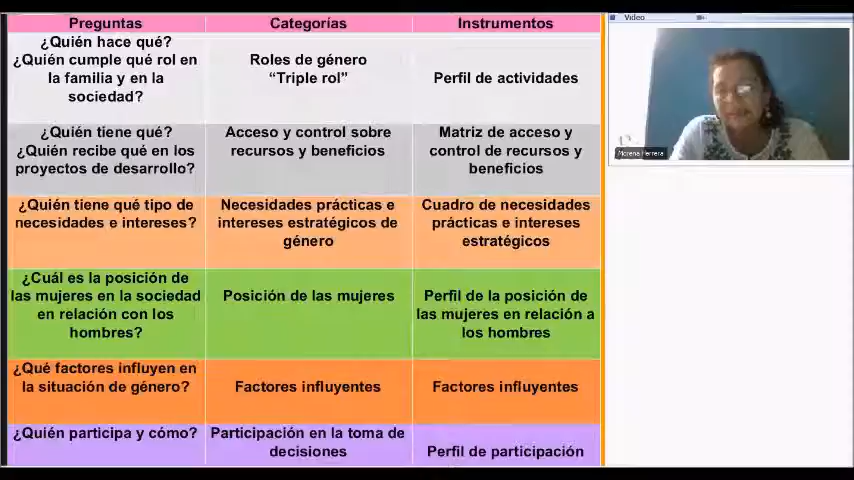 Preguntas
Categorías
Instrumentos
¿Quién hace qué?
¿Quién cumple qué rol en
la familia y en la
sociedad?
Roles de género
“Triple rol”
Perfil de actividades
¿Quién tiene qué?
¿Quién recibe qué en los
proyectos de desarrollo?
Acceso y control sobre
recursos y beneficios
Matriz de acceso y
control de recursos y
beneficios
¿Quién tiene qué tipo de
necesidades e intereses?
Necesidades prácticas e
intereses estratégicos de
género
Cuadro de necesidades
prácticas e intereses
estratégicos
¿Cuál es la posición de
las mujeres en la sociedad
en relación con los
hombres?
Posición de las mujeres
Perfil de la posición de
las mujeres en relación a
los hombres
¿Qué factores influyen en
la situación de género?
Factores influyentes
Factores influyentes
¿Quién participa y cómo?
Participación en la toma de
decisiones
Perfil de participación
Video
Morena Herrera